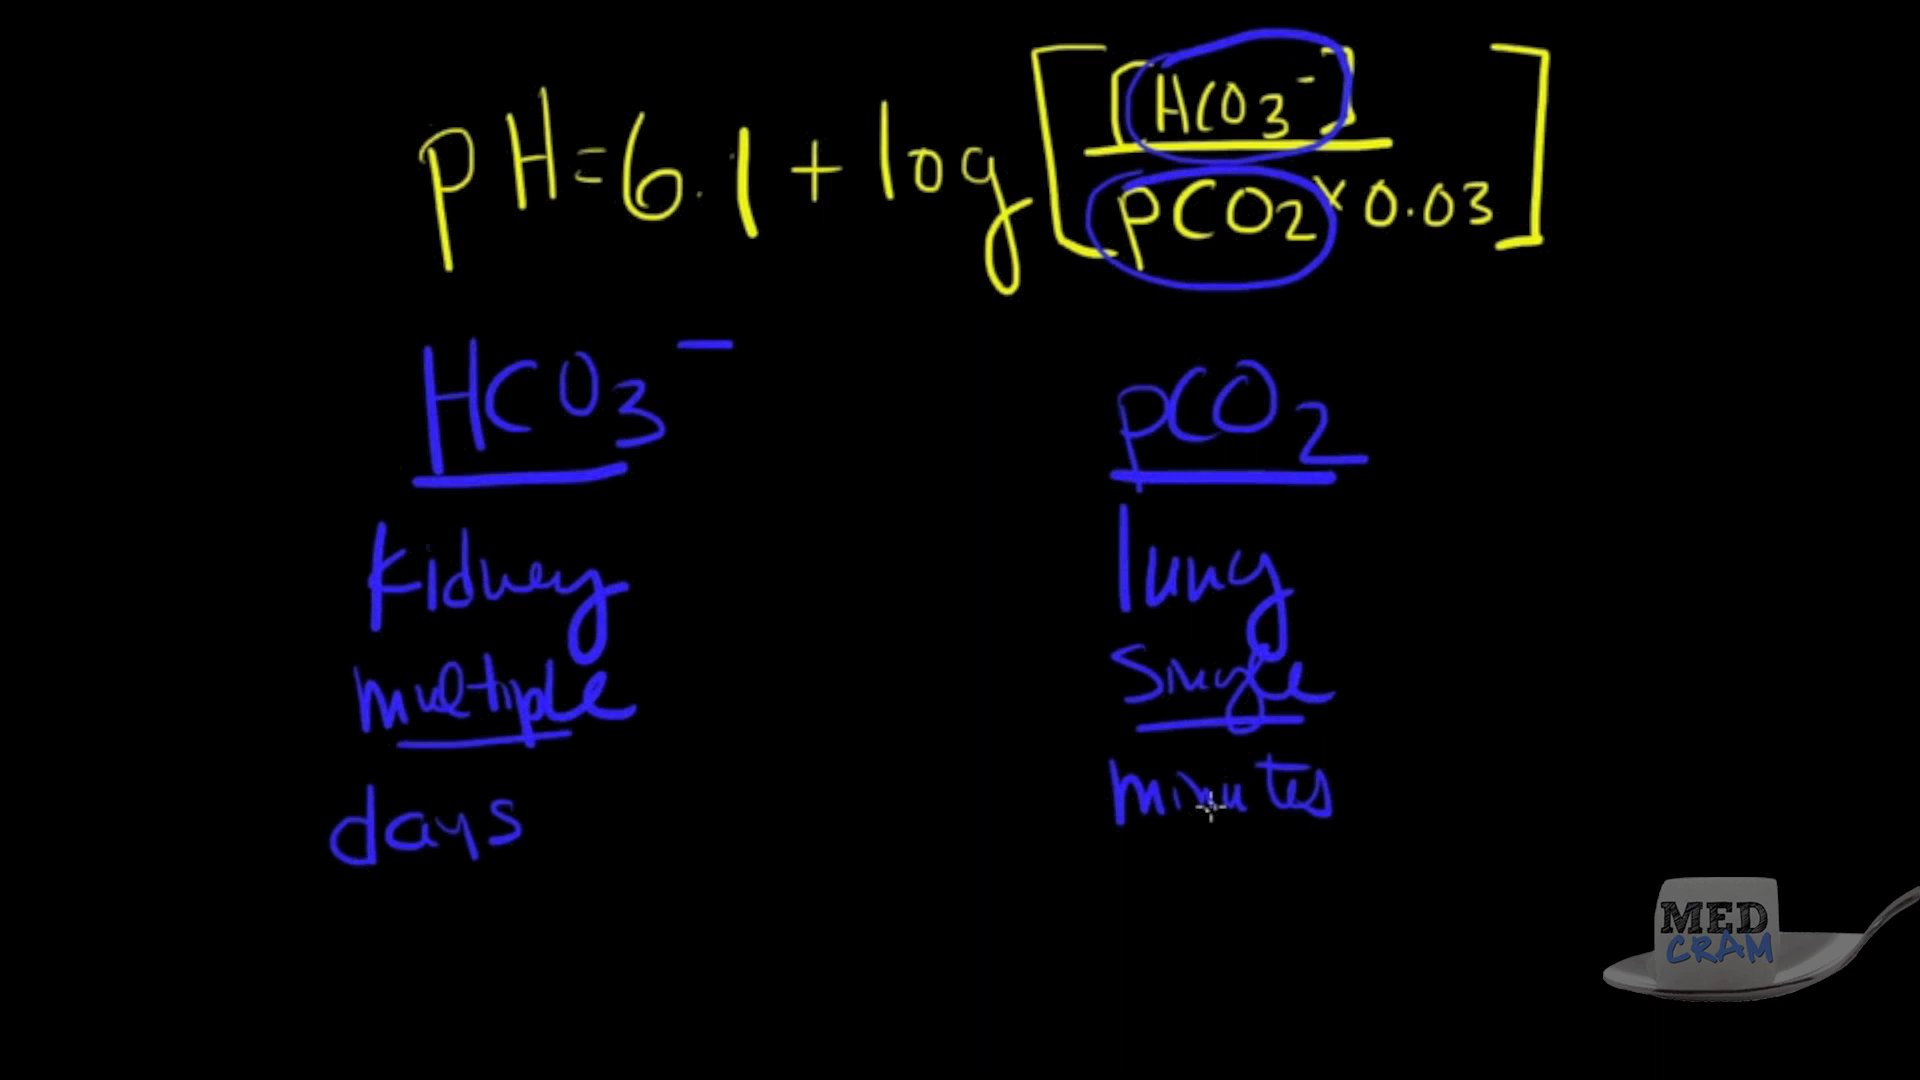 pH=6.1+log[[HCO3⁻]/pCO2×0.03]
HCO3⁻
pCO2
kidney
lung
multiple
single
days
minutes
MED
CRAM